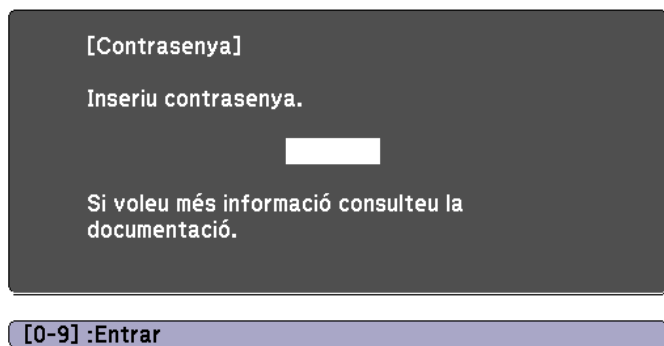 [Contrasenya]
Inseriu contrasenya.
Si voleu més informació consulteu la
documentació.
[0-9] :Entrar